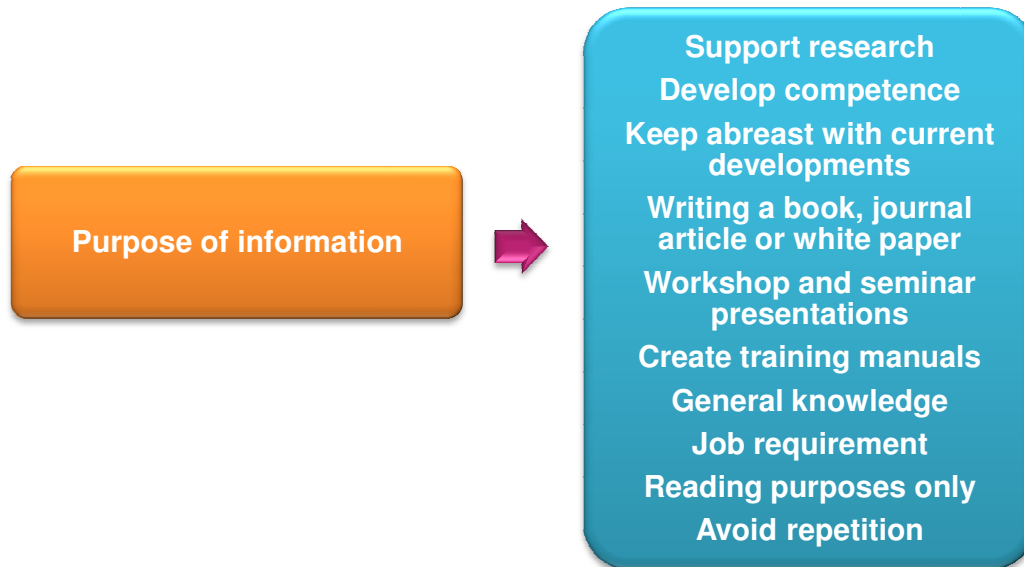 Purpose of information
Support research
Develop competence
Keep abreast with current
developments
Writing a book, journal
article or white paper
Workshop and seminar
presentations
Create training manuals
General knowledge
Job requirement
Reading purposes only
Avoid repetition